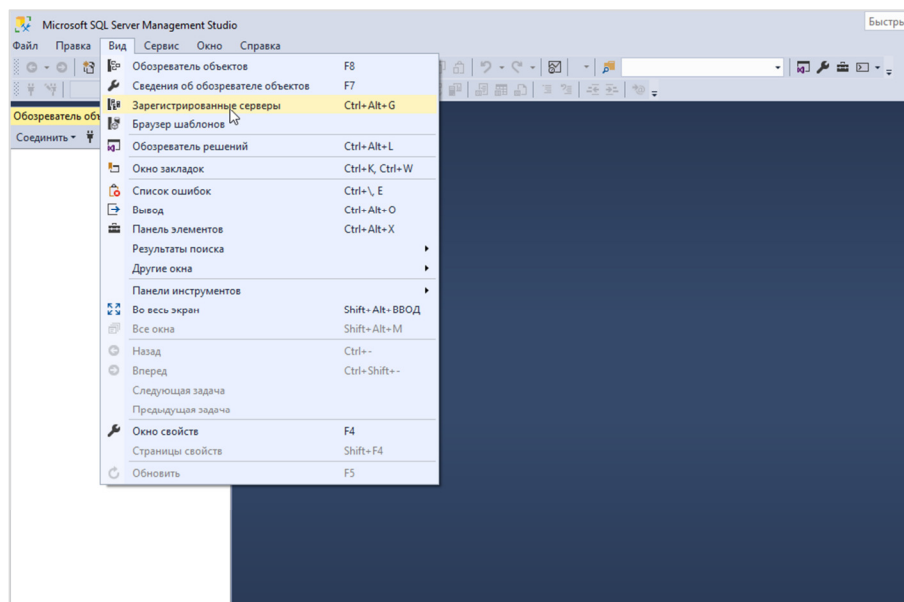 Microsoft SQL Server Management Studio
Быстры
Файл Правка Вид Сервис Окно Справка
Обозреватель объектов F8
Сведения об обозревателе объектов F7
Зарегистрированные серверы Ctrl+Alt+G
Обозреватель объ
Браузер шаблонов
Соединить
Обозреватель решений Ctrl+Alt+L
Окно закладок Ctrl+K, Ctrl+W
Список ошибок Ctrl+\, E
Вывод Ctrl+Alt+O
Панель элементов Ctrl+Alt+X
Результаты поиска
Другие окна
Панели инструментов
Во весь экран Shift+Alt+ВВОД
Все окна Shift+Alt+M
Назад Ctrl+-
Вперед Ctrl+Shift+-
Следующая задача
Предыдущая задача
Окно свойств F4
Страницы свойств Shift+F4
Обновить F5